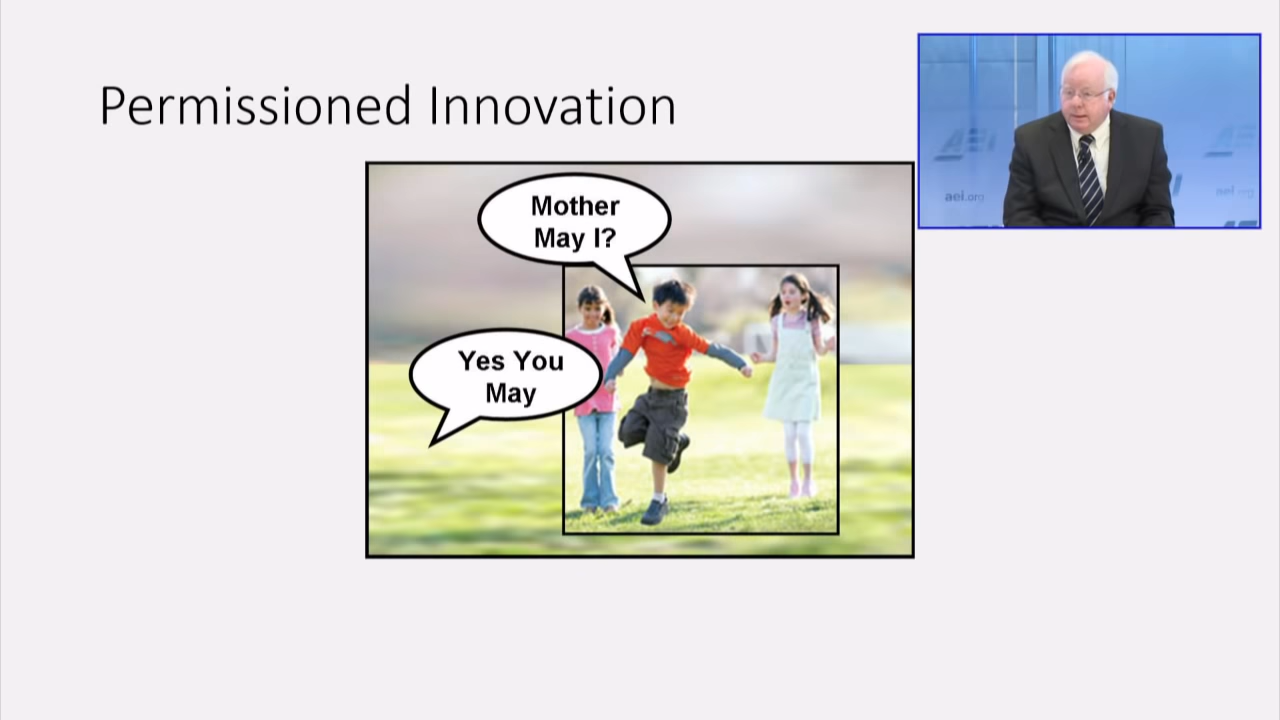 Permissioned Innovation
Mother
May I?
Yes You
May
AEI
aei.org
aei.org